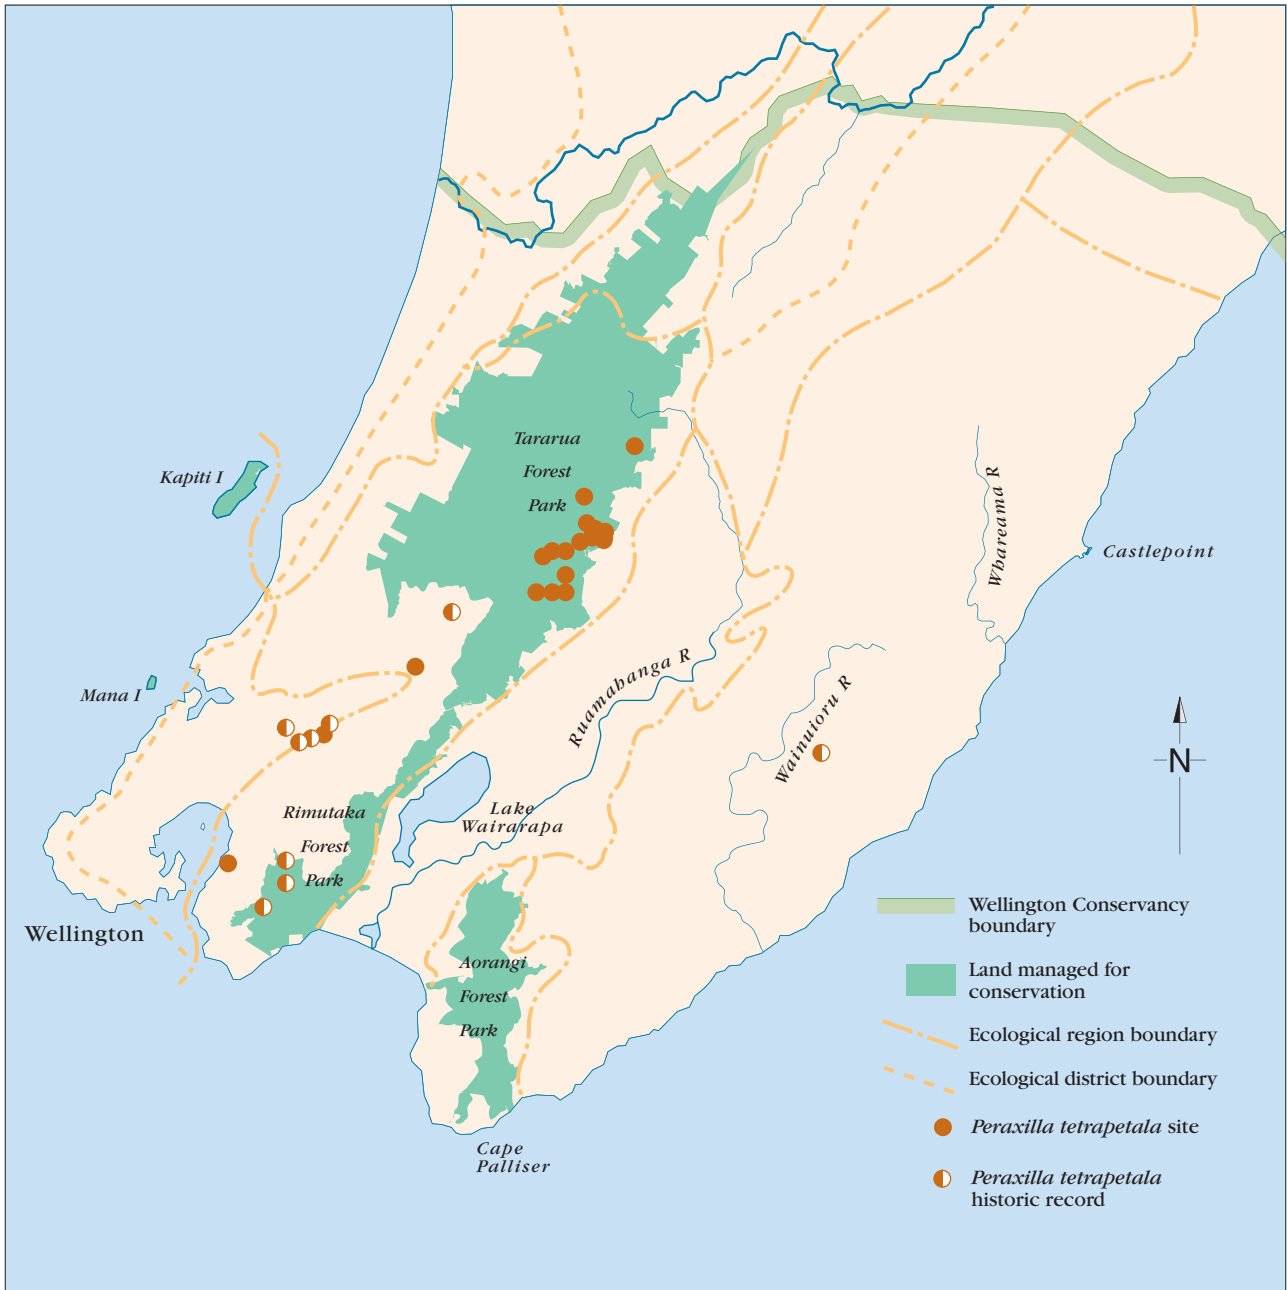 Tararua
Forest
Park
Kapiti I
Whareama R
Castlepoint
Ruamahanga R
Mana I
Wainuioru R
N
Rimutaka
Forest
Park
Lake
Wairarapa
Wellington
Aorangi
Forest
Park
Cape
Palliser
Wellington Conservancy
boundary
Land managed for
conservation
Ecological region boundary
Ecological district boundary
Peraxilla tetrapetala site
Peraxilla tetrapetala
historic record